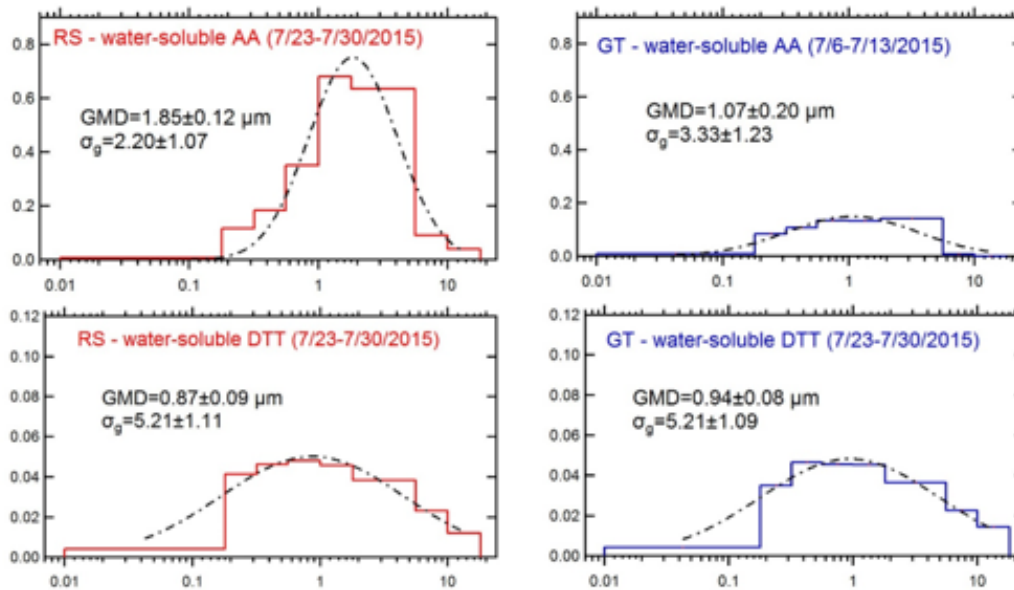 RS - water-soluble AA (7/23-7/30/2015)
GMD=1.85±0.12 μm
σg=2.20±1.07
0.8
0.6
0.4
0.2
0.0
0.01 0.1 1 10
GT - water-soluble AA (7/6-7/13/2015)
GMD=1.07±0.20 μm
σg=3.33±1.23
0.8
0.6
0.4
0.2
0.0
0.01 0.1 1 10
RS - water-soluble DTT (7/23-7/30/2015)
GMD=0.87±0.09 μm
σg=5.21±1.11
0.12
0.10
0.08
0.06
0.04
0.02
0.00
0.01 0.1 1 10
GT - water-soluble DTT (7/23-7/30/2015)
GMD=0.94±0.08 μm
σg=5.21±1.09
0.12
0.10
0.08
0.06
0.04
0.02
0.00
0.01 0.1 1 10